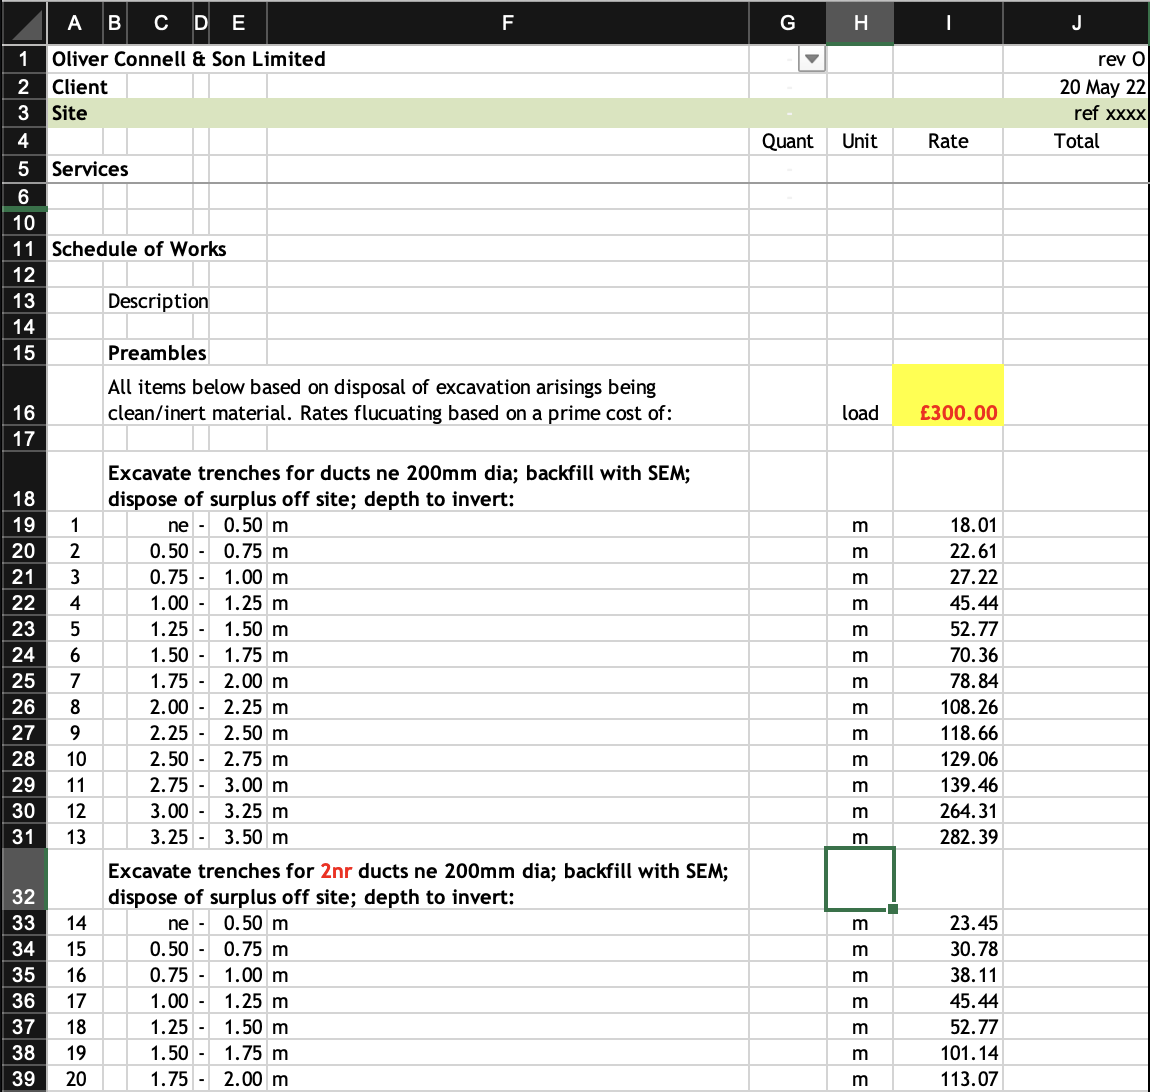 A B C D E F G H I J
1 Oliver Connell & Son Limited rev O
2 Client 20 May 22
3 Site ref xxxx
4 Quant Unit Rate Total
5 Services
6
10
11 Schedule of Works
12
13 Description
14
15 Preambles
All items below based on disposal of excavation arisings being
16 clean/inert material. Rates flucuating based on a prime cost of: load £300.00
17
Excavate trenches for ducts ne 200mm dia; backfill with SEM;
18 dispose of surplus off site; depth to invert:
19 1 ne - 0.50 m m 18.01
20 2 0.50 - 0.75 m m 22.61
21 3 0.75 - 1.00 m m 27.22
22 4 1.00 - 1.25 m m 45.44
23 5 1.25 - 1.50 m m 52.77
24 6 1.50 - 1.75 m m 70.36
25 7 1.75 - 2.00 m m 78.84
26 8 2.00 - 2.25 m m 108.26
27 9 2.25 - 2.50 m m 118.66
28 10 2.50 - 2.75 m m 129.06
29 11 2.75 - 3.00 m m 139.46
30 12 3.00 - 3.25 m m 264.31
31 13 3.25 - 3.50 m m 282.39
Excavate trenches for 2nr ducts ne 200mm dia; backfill with SEM;
32 dispose of surplus off site; depth to invert:
33 14 ne - 0.50 m m 23.45
34 15 0.50 - 0.75 m m 30.78
35 16 0.75 - 1.00 m m 38.11
36 17 1.00 - 1.25 m m 45.44
37 18 1.25 - 1.50 m m 52.77
38 19 1.50 - 1.75 m m 101.14
39 20 1.75 - 2.00 m m 113.07